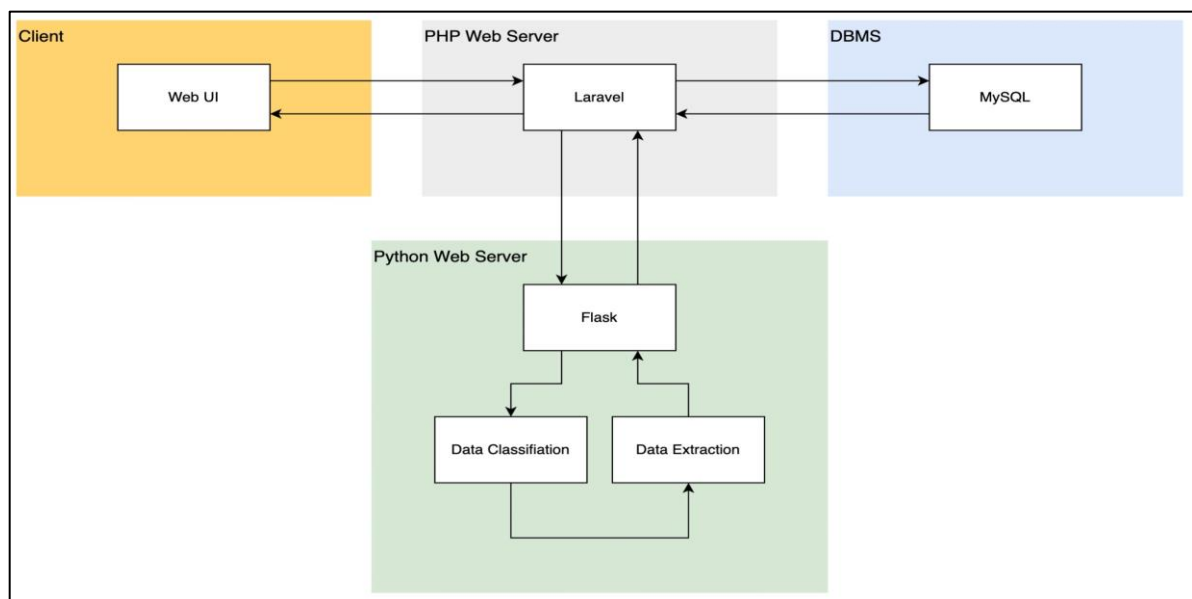 Client
PHP Web Server
DBMS
Web UI
Laravel
MySQL
Python Web Server
Flask
Data Classifiation
Data Extraction